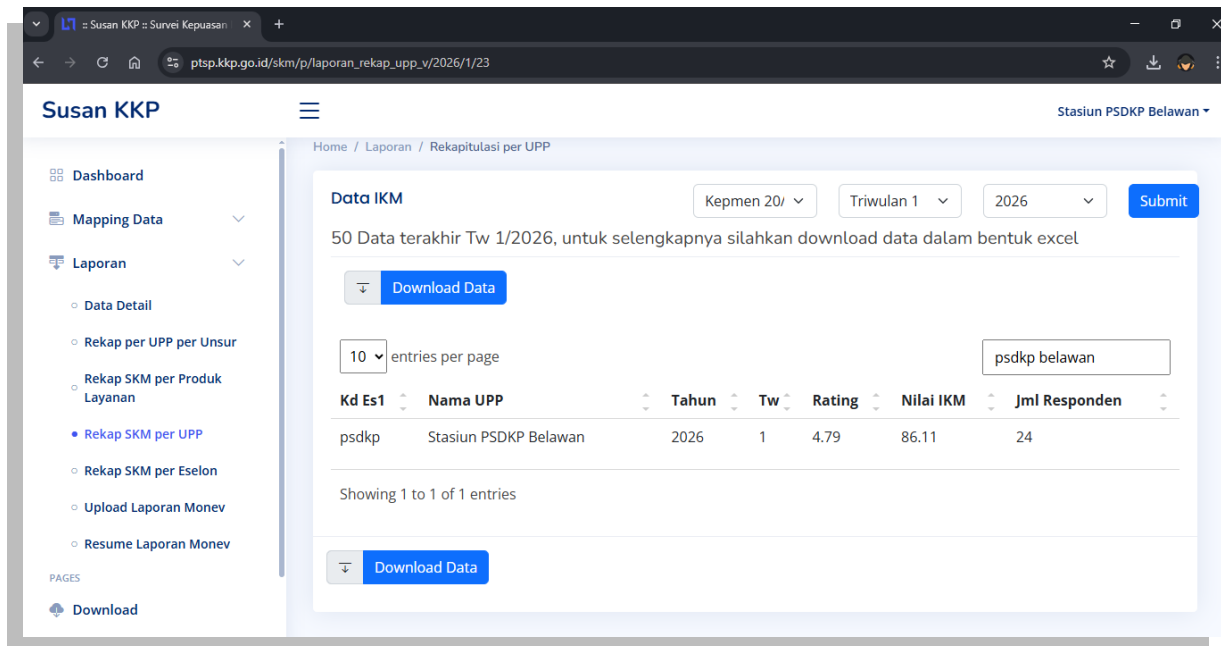 :: Susan KKP :: Survei Kepuasan
ptsp.kkp.go.id/skm/p/laporan_rekap_upp_v/2026/1/23
Susan KKP
Stasiun PSDKP Belawan
Dashboard
Mapping Data
Laporan
Data Detail
Rekap per UPP per Unsur
Rekap SKM per Produk
Layanan
Rekap SKM per UPP
Rekap SKM per Eselon
Upload Laporan Monev
Resume Laporan Monev
PAGES
Download
Home / Laporan / Rekapitulasi per UPP
Data IKM
Kepmen 20/
Triwulan 1
2026
Submit
50 Data terakhir Tw 1/2026, untuk selengkapnya silahkan download data dalam bentuk excel
Download Data
10 entries per page
psdkp belawan
Kd Es1 Nama UPP Tahun Tw Rating Nilai IKM Jml Responden
psdkp Stasiun PSDKP Belawan 2026 1 4.79 86.11 24
Showing 1 to 1 of 1 entries
Download Data